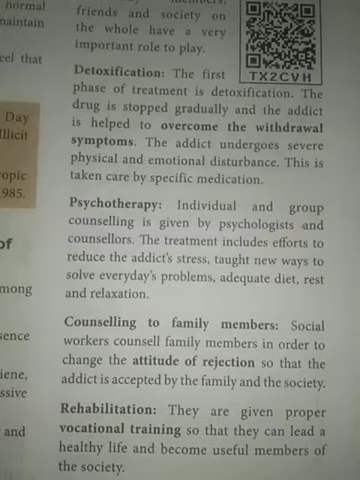 normal
maintain
eel that
Day
Illicit
opic
985.
of
mong
sence
iene,
ssive
and
friends and society on
the whole have a very
important role to play.
TX2CVH
Detoxification: The first
phase of treatment is detoxification. The
drug is stopped gradually and the addict
is helped to overcome the withdrawal
symptoms. The addict undergoes severe
physical and emotional disturbance. This is
taken care by specific medication.
Psychotherapy: Individual and group
counselling is given by psychologists and
counsellors. The treatment includes efforts to
reduce the addict's stress, taught new ways to
solve everyday's problems, adequate diet, rest
and relaxation.
Counselling to family members: Social
workers counsell family members in order to
change the attitude of rejection so that the
addict is accepted by the family and the society.
Rehabilitation: They are given proper
vocational training so that they can lead a
healthy life and become useful members of
the society.